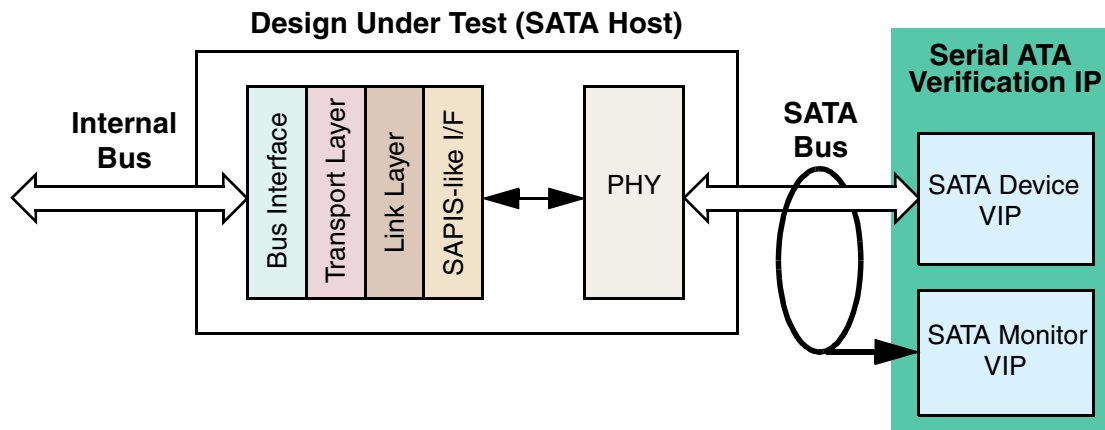 Design Under Test (SATA Host)
Serial ATA
Verification IP
Internal
Bus
Bus Interface
Transport Layer
Link Layer
SAPIS-like I/F
PHY
SATA
Bus
SATA Device
VIP
SATA Monitor
VIP